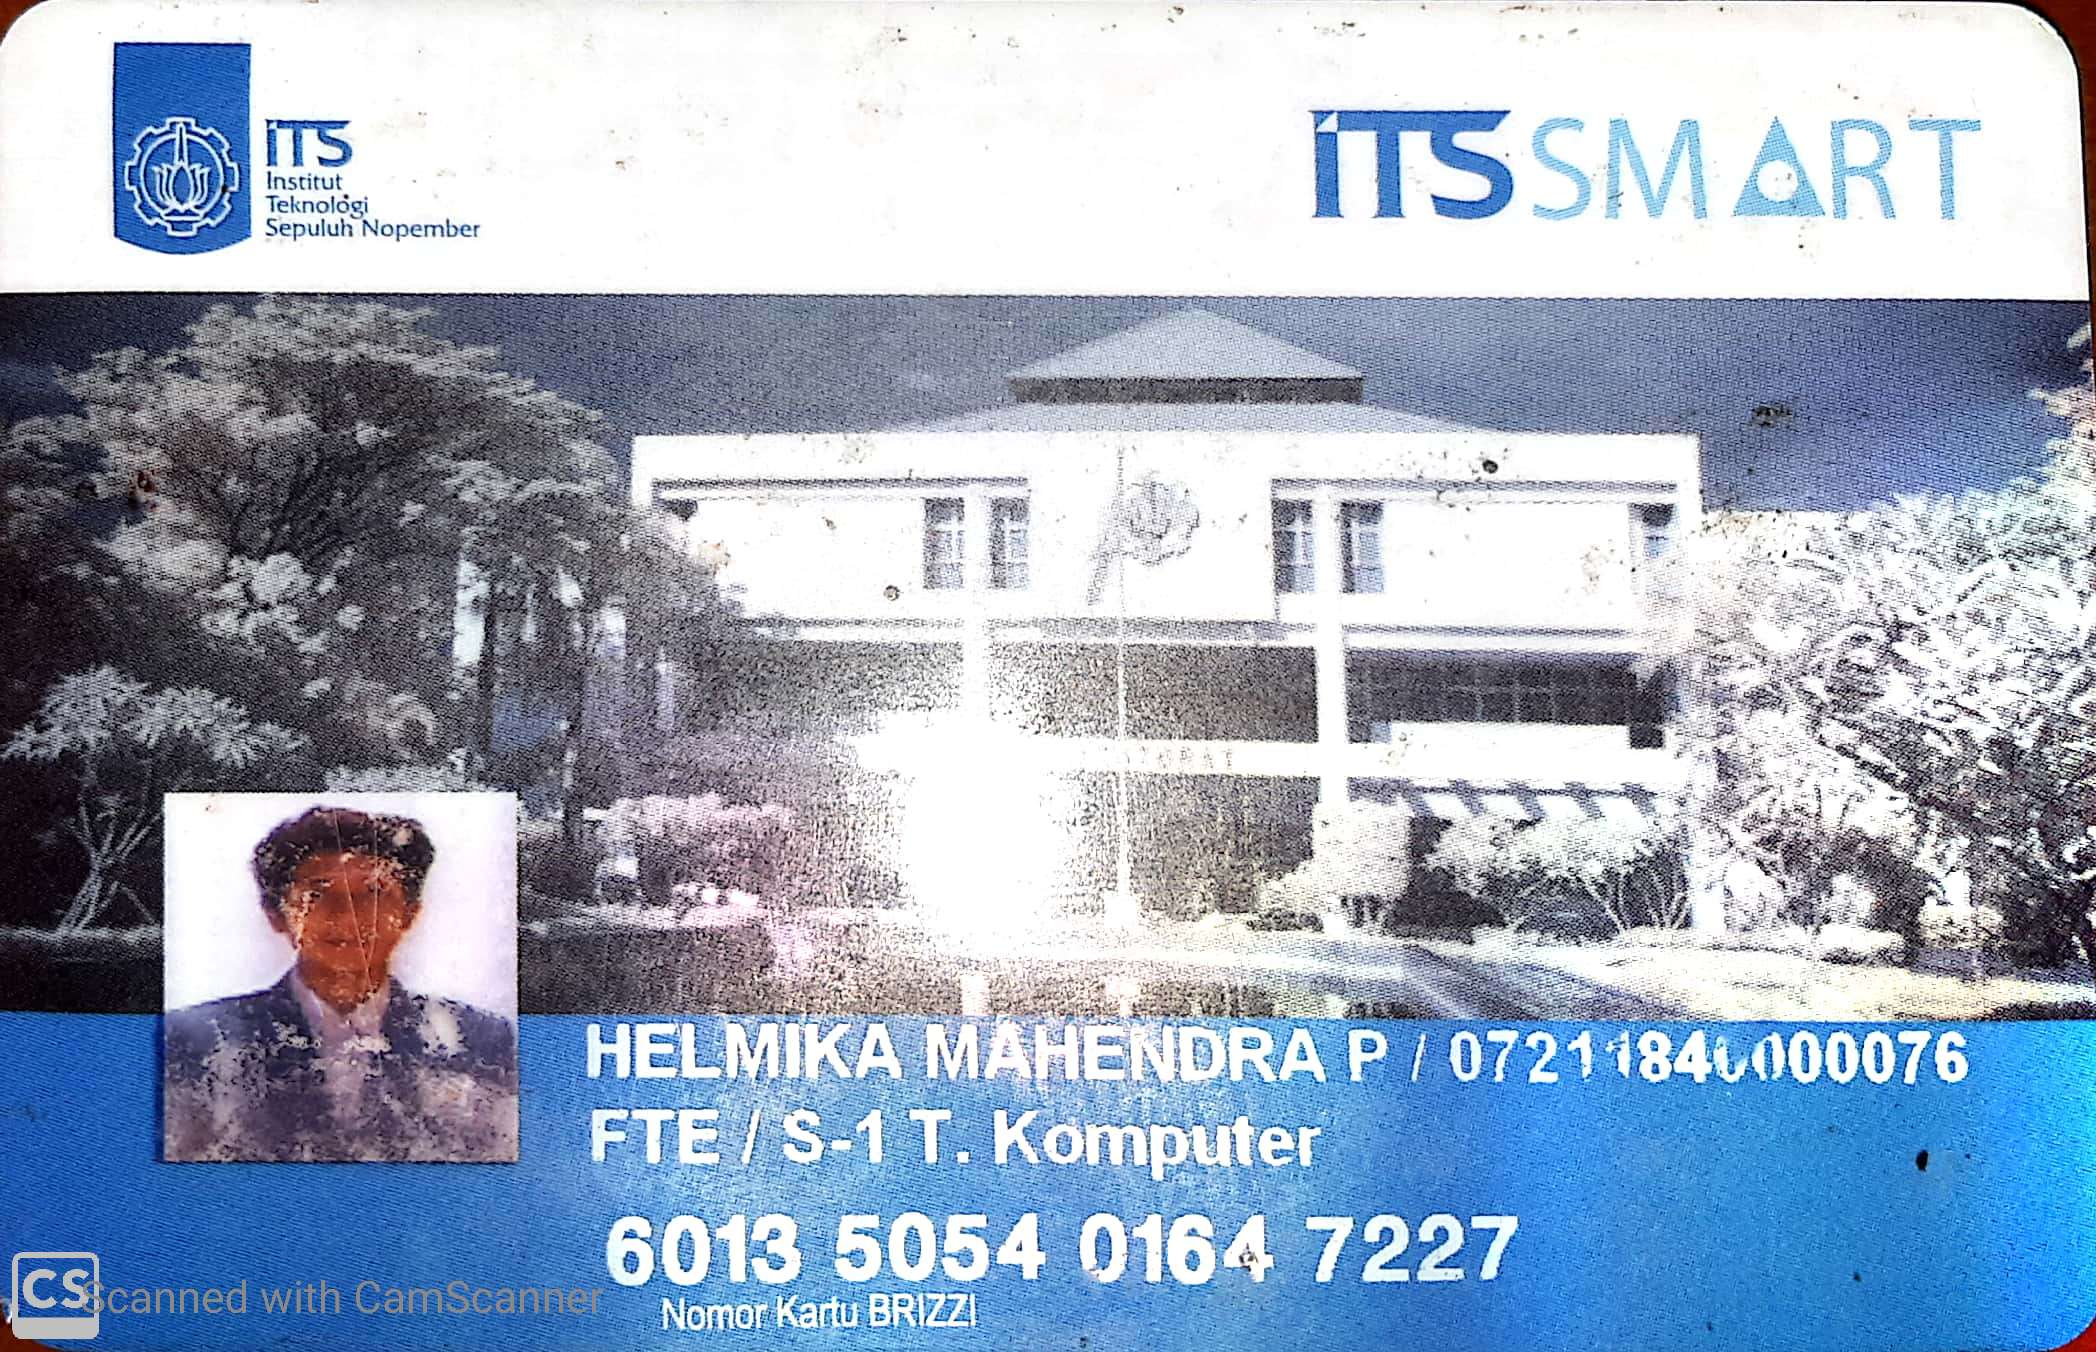 ITS
Institut
Teknologi
Sepuluh Nopember
ITS SMART
HELMIKA MAHENDRA P /
FTE / S-1 T. Komputer
6013 5054 0164 7227
Nomor Kartu BRIZZI
CS Scanned with CamScanner